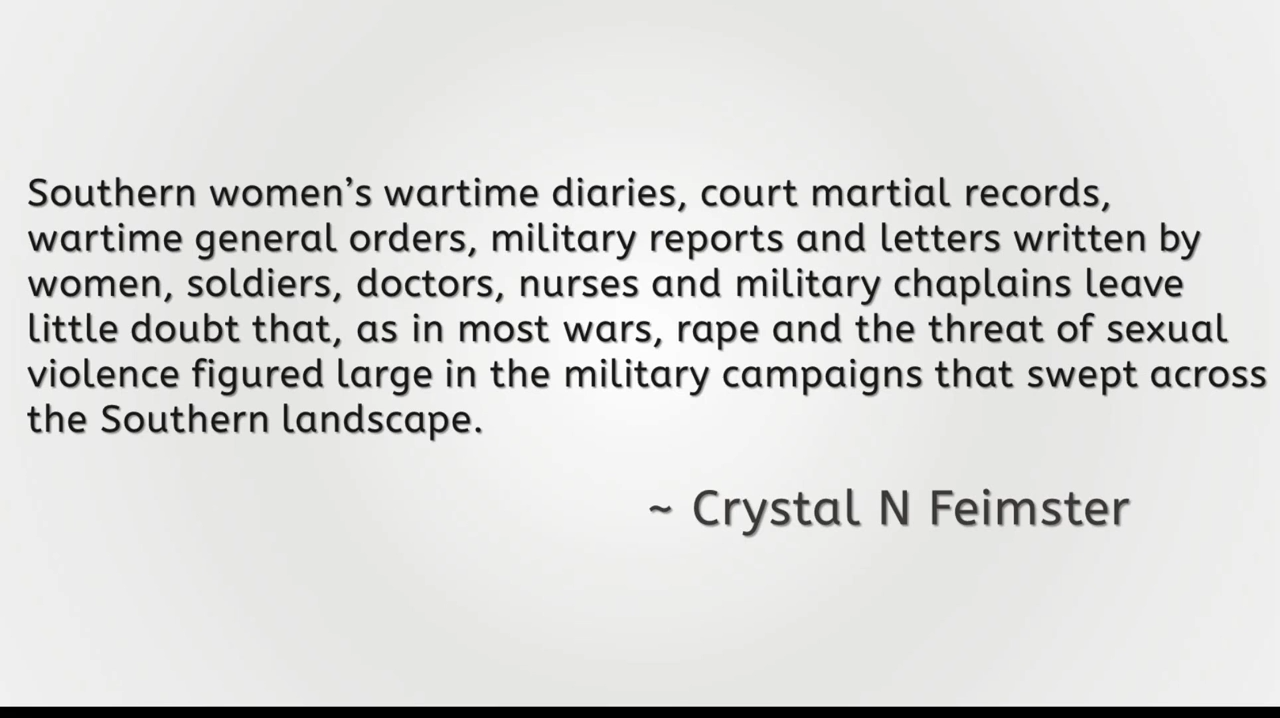 Southern women’s wartime diaries, court martial records,
wartime general orders, military reports and letters written by
women, soldiers, doctors, nurses and military chaplains leave
little doubt that, as in most wars, rape and the threat of sexual
violence figured large in the military campaigns that swept across
the Southern landscape.
~ Crystal N Feimster